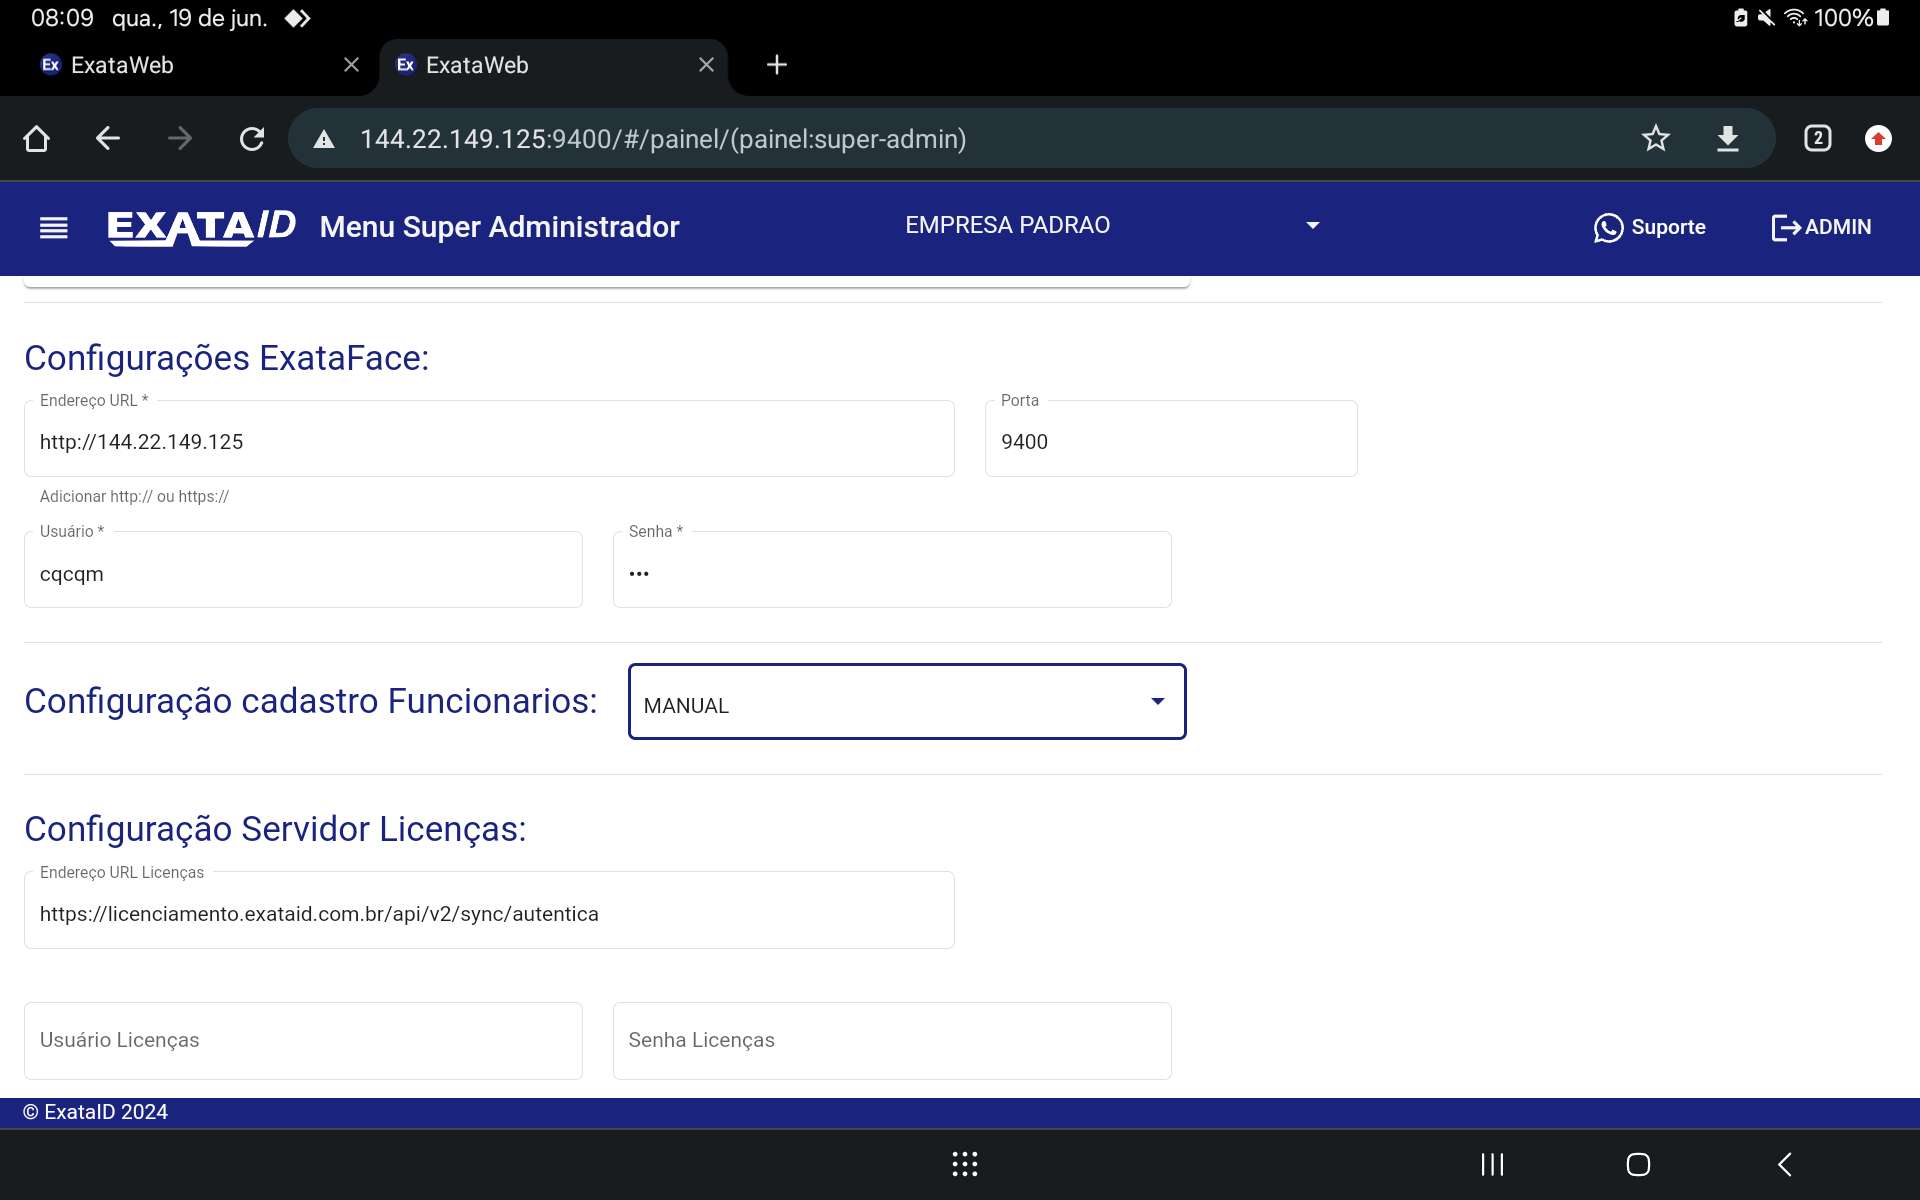 08:09 qua., 19 de jun. 100%
Ex ExataWeb Ex ExataWeb
144.22.149.125:9400/#/painel/(painel:super-admin) 2
EXATAID Menu Super Administrador EMPRESA PADRAO Suporte ADMIN
Configurações ExataFace:
Endereço URL * Porta
http://144.22.149.125 9400
Adicionar http:// ou https://
Usuário * Senha *
cqcqm •••
Configuração cadastro Funcionarios: MANUAL
Configuração Servidor Licenças:
Endereço URL Licenças
https://licenciamento.exataid.com.br/api/v2/sync/autentica
Usuário Licenças Senha Licenças
© ExataID 2024